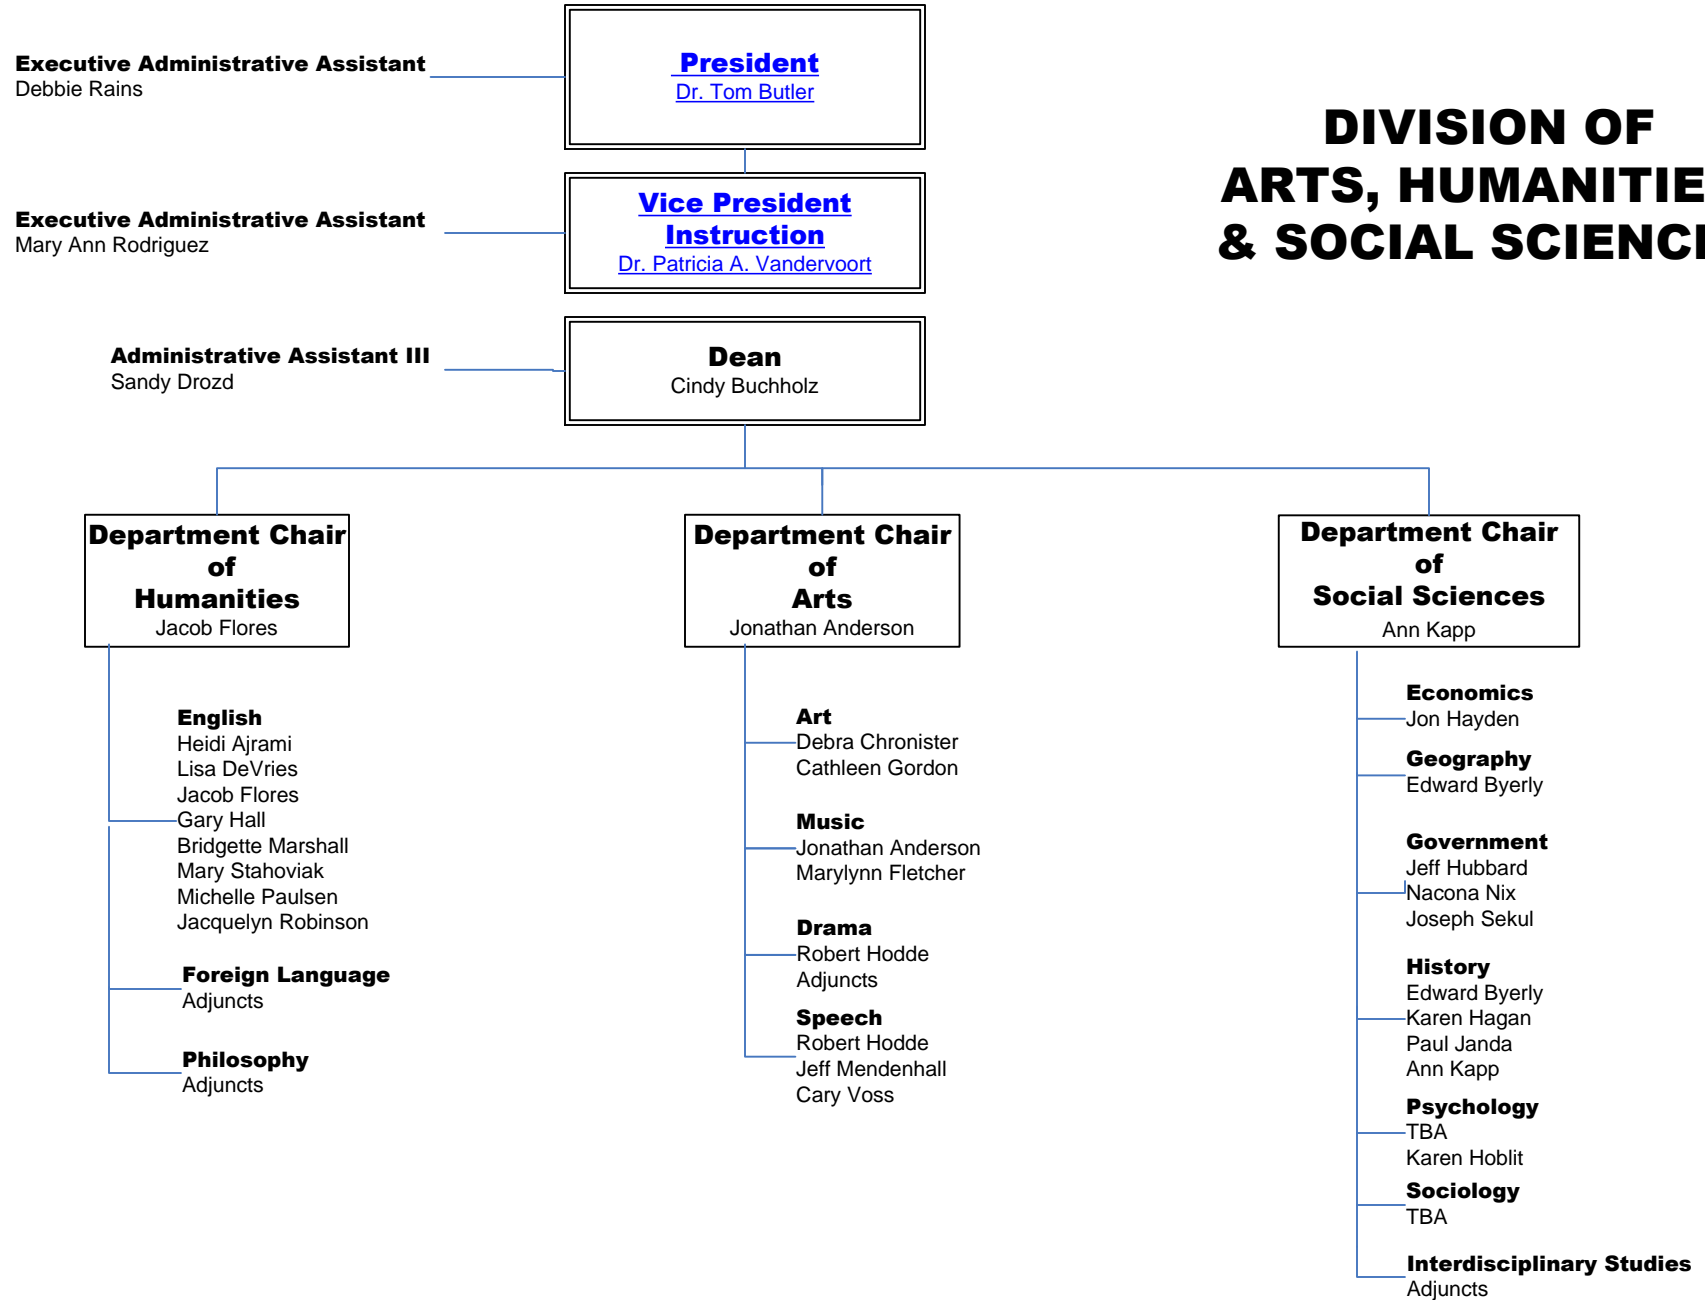 Executive Administrative Assistant
Debbie Rains
President
Dr. Tom Butler
DIVISION OF
ARTS, HUMANITIE
& SOCIAL SCIENC
Executive Administrative Assistant
Mary Ann Rodriguez
Vice President
Instruction
Dr. Patricia A. Vandervoort
Administrative Assistant III
Sandy Drozd
Dean
Cindy Buchholz
Department Chair
of
Humanities
Jacob Flores
English
Heidi Ajrami
Lisa DeVries
Jacob Flores
Gary Hall
Bridgette Marshall
Mary Stahoviak
Michelle Paulsen
Jacquelyn Robinson
Foreign Language
Adjuncts
Philosophy
Adjuncts
Department Chair
of
Arts
Jonathan Anderson
Art
Debra Chronister
Cathleen Gordon
Music
Jonathan Anderson
Marylynn Fletcher
Drama
Robert Hodde
Adjuncts
Speech
Robert Hodde
Jeff Mendenhall
Cary Voss
Department Chair
of
Social Sciences
Ann Kapp
Economics
Jon Hayden
Geography
Edward Byerly
Government
Jeff Hubbard
Nacona Nix
Joseph Sekul
History
Edward Byerly
Karen Hagan
Paul Janda
Ann Kapp
Psychology
TBA
Karen Hoblit
Sociology
TBA
Interdisciplinary Studies
Adjuncts